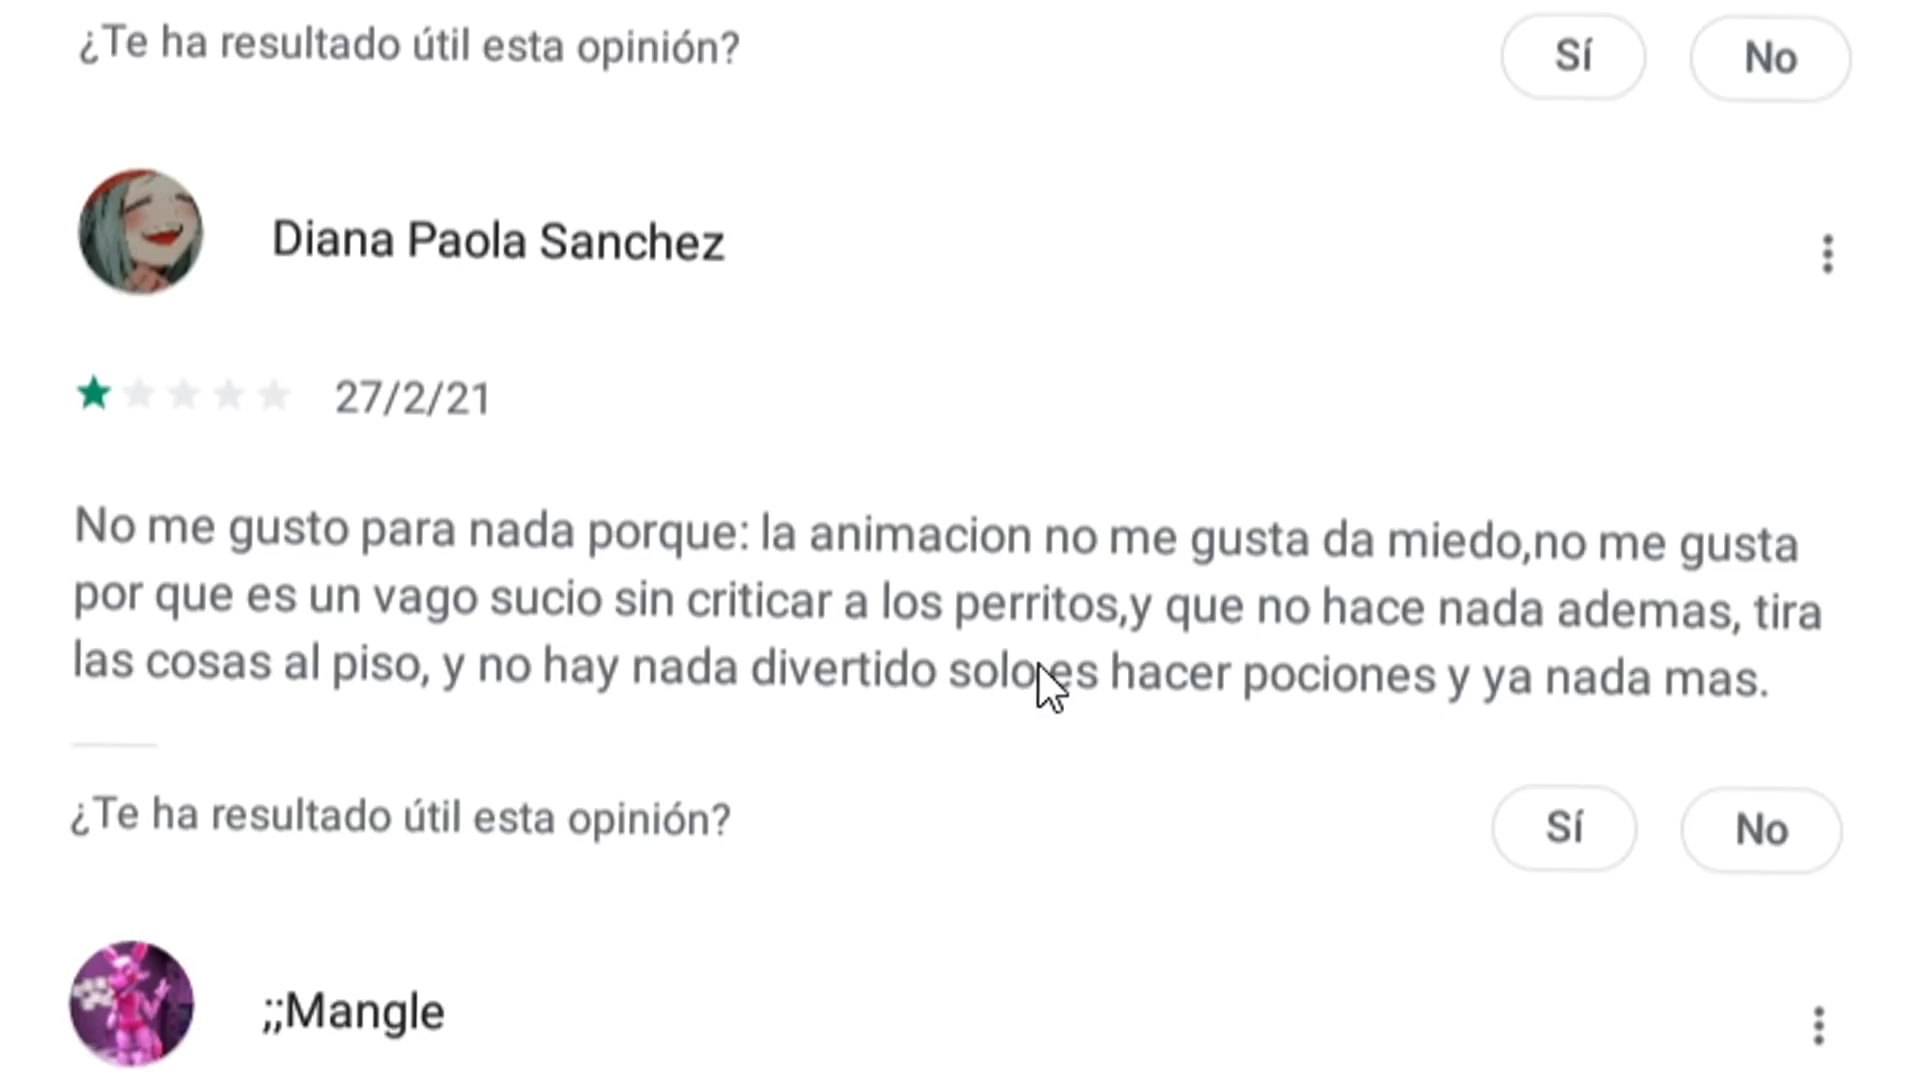 ¿Te ha resultado útil esta opinión?
Sí
No
Diana Paola Sanchez
27/2/21
No me gusto para nada porque: la animacion no me gusta da miedo,no me gusta
por que es un vago sucio sin criticar a los perritos,y que no hace nada ademas, tira
las cosas al piso, y no hay nada divertido solo es hacer pociones y ya nada mas.
¿Te ha resultado útil esta opinión?
Sí
No
;;Mangle